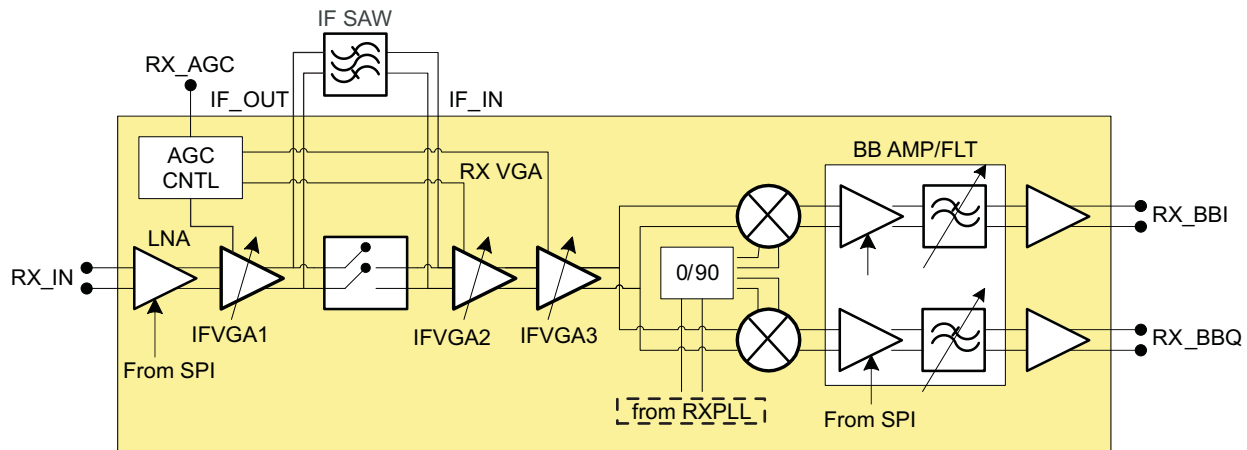 IF SAW
RX_AGC
IF_OUT
IF_IN
AGC
CNTL
RX VGA
BB AMP/FLT
LNA
RX_IN
IFVGA1
IFVGA2
IFVGA3
From SPI
0/90
from RXPLL
From SPI
RX_BBI
RX_BBQ